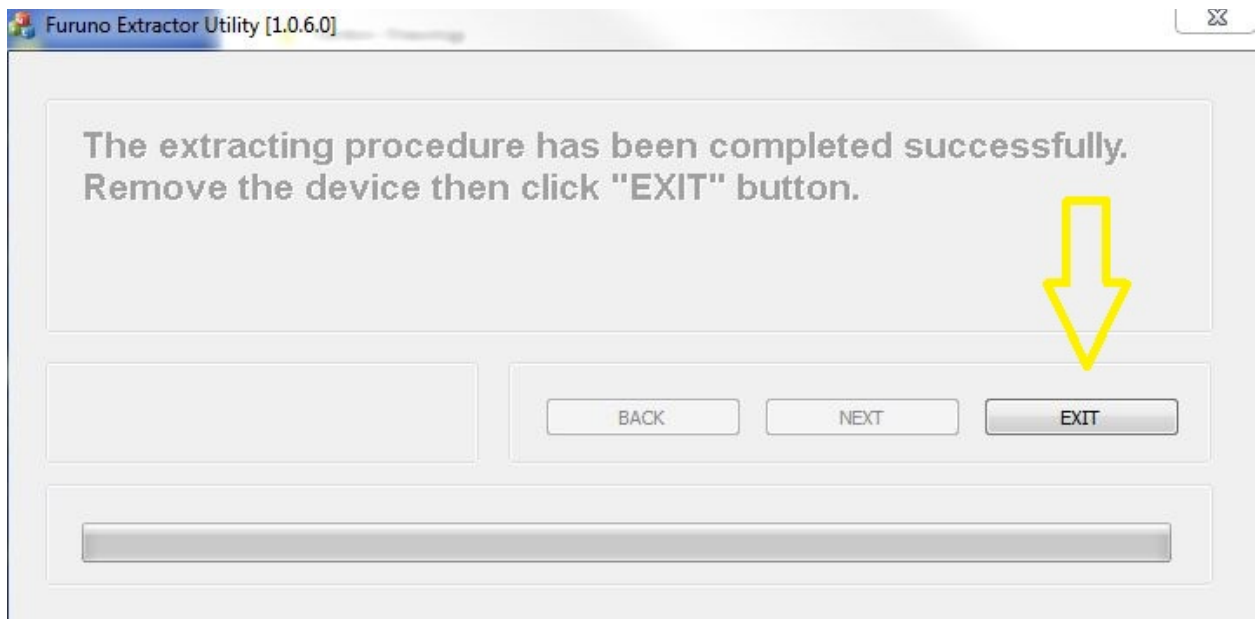 Furuno Extractor Utility [1.0.6.0]
The extracting procedure has been completed successfully.
Remove the device then click "EXIT" button.
BACK NEXT EXIT